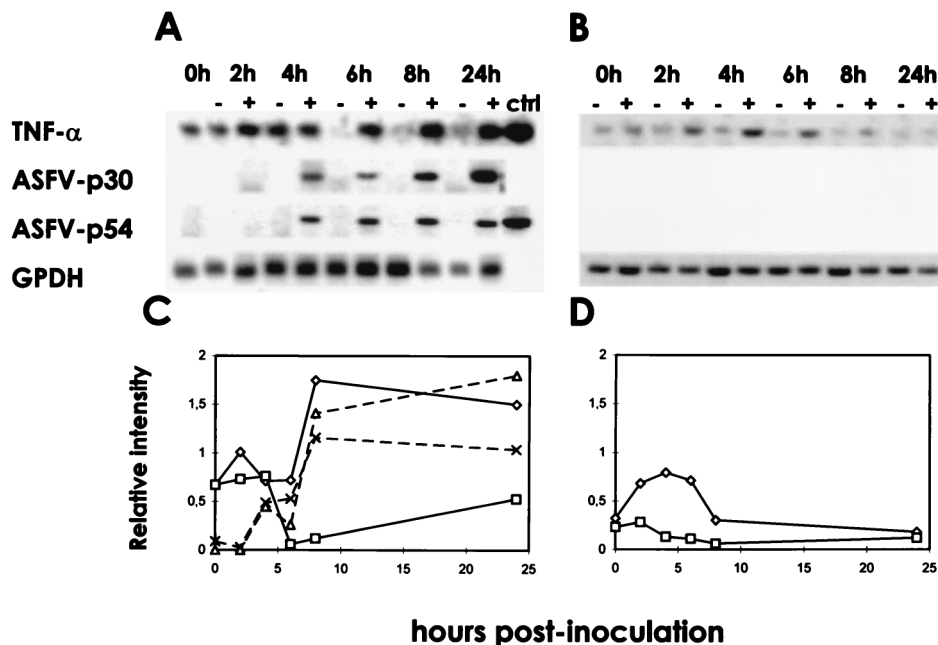 A B
0h 2h 4h 6h 8h 24h 0h 2h 4h 6h 8h 24h
- + - + - + - + - + ctrl - + - + - + - + - + - +
TNF-α
ASFV-p30
ASFV-p54
GPDH
C D
Relative intensity
2 2
1,5 1,5
1 1
0,5 0,5
0 0
0 5 10 15 20 25 0 5 10 15 20 25
hours post-inoculation